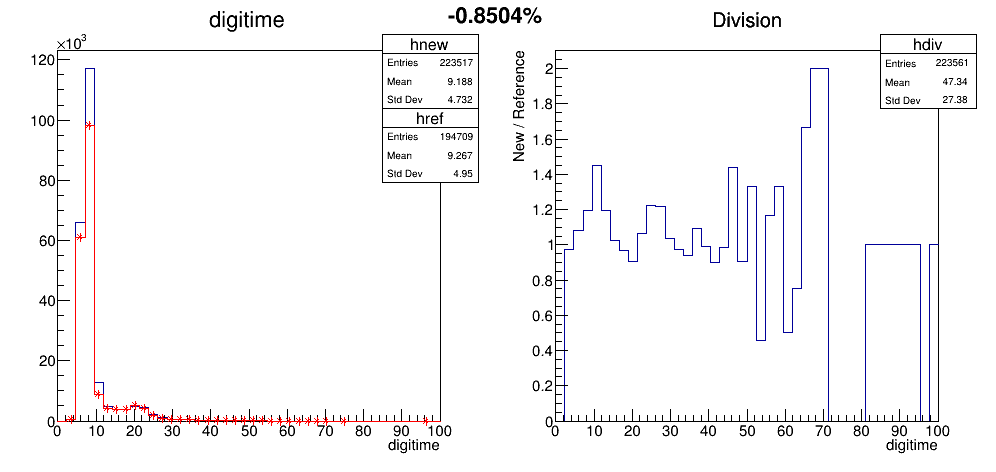 -0.8504%
digitime
×10³
hnew
Entries 223517
Mean 9.188
Std Dev 4.732
href
Entries 194709
Mean 9.267
Std Dev 4.95
120
100
80
60
40
20
0
0 10 20 30 40 50 60 70 80 90 100
digitime
Division
hdiv
Entries 223561
Mean 47.34
Std Dev 27.38
New / Reference
2
1.8
1.6
1.4
1.2
1
0.8
0.6
0.4
0.2
0
0 10 20 30 40 50 60 70 80 90 100
digitime